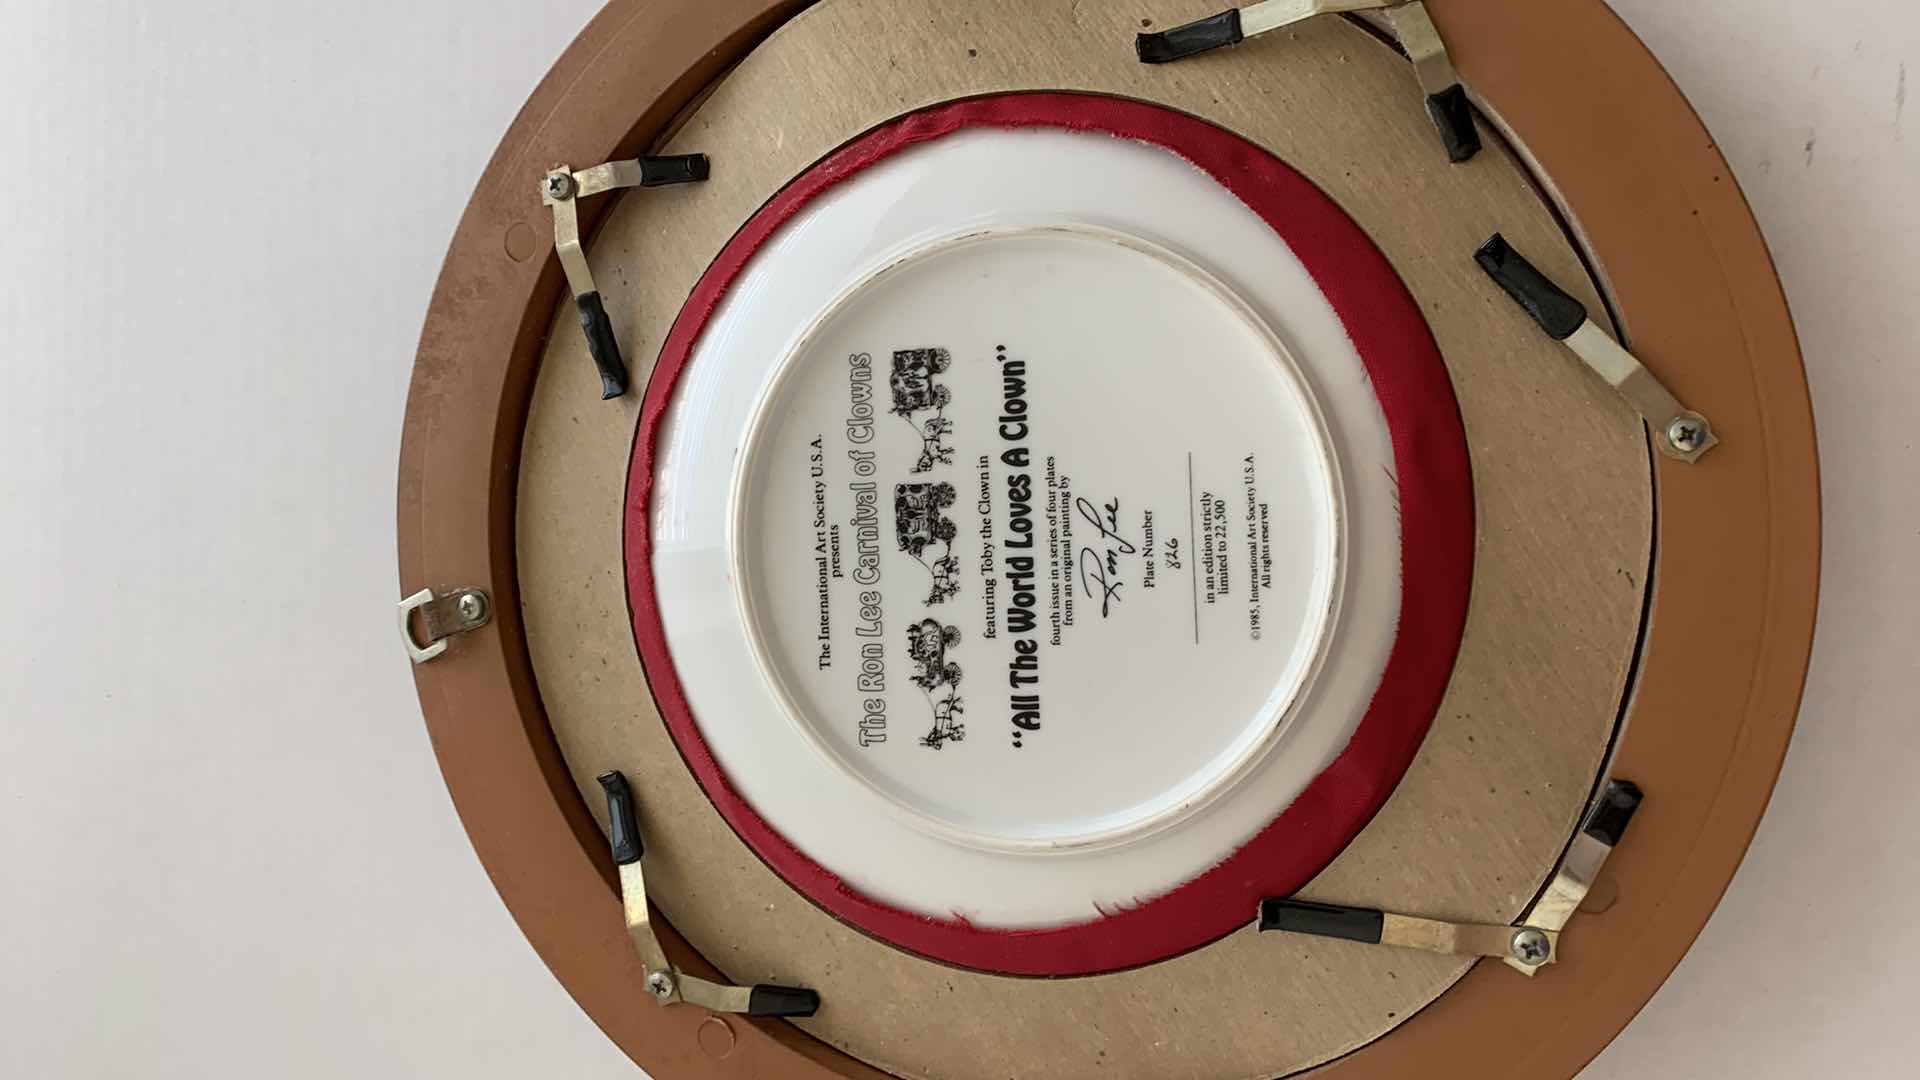 The International Art Society U.S.A.
presents
The Ron Lee Carnival of Clowns
featuring Toby the Clown in
“All The World Loves A Clown”
fourth issue in a series of four plates
from an original painting by
Ron Lee
Plate Number
826
in an edition strictly
limited to 22,500
©1985, International Art Society U.S.A.
All rights reserved